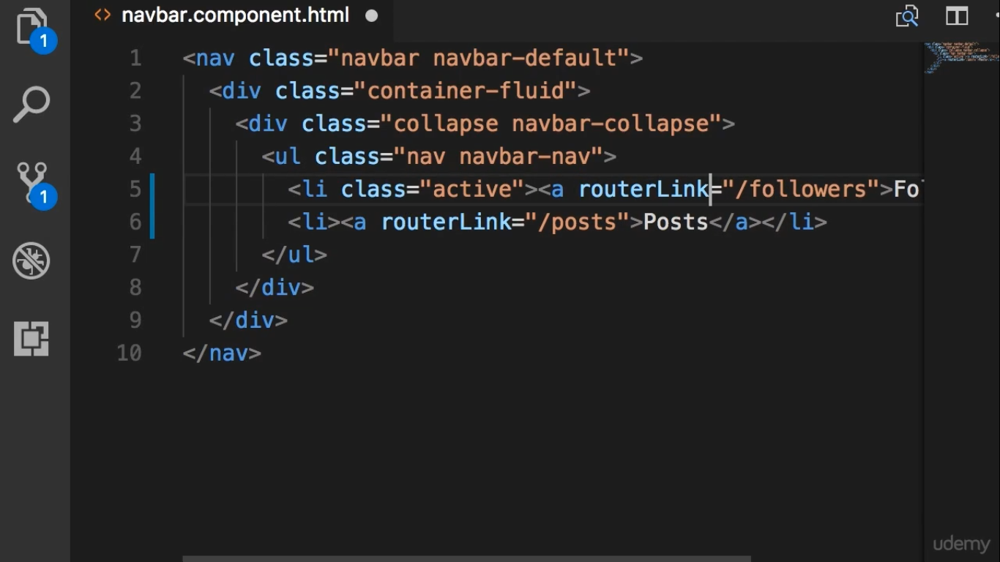 navbar.component.html
1
1
1 <nav class="navbar navbar-default">
2 <div class="container-fluid">
3 <div class="collapse navbar-collapse">
4 <ul class="nav navbar-nav">
5 <li class="active"><a routerLink="/followers">Fo
6 <li><a routerLink="/posts">Posts</a></li>
7 </ul>
8 </div>
9 </div>
10 </nav>
udemy